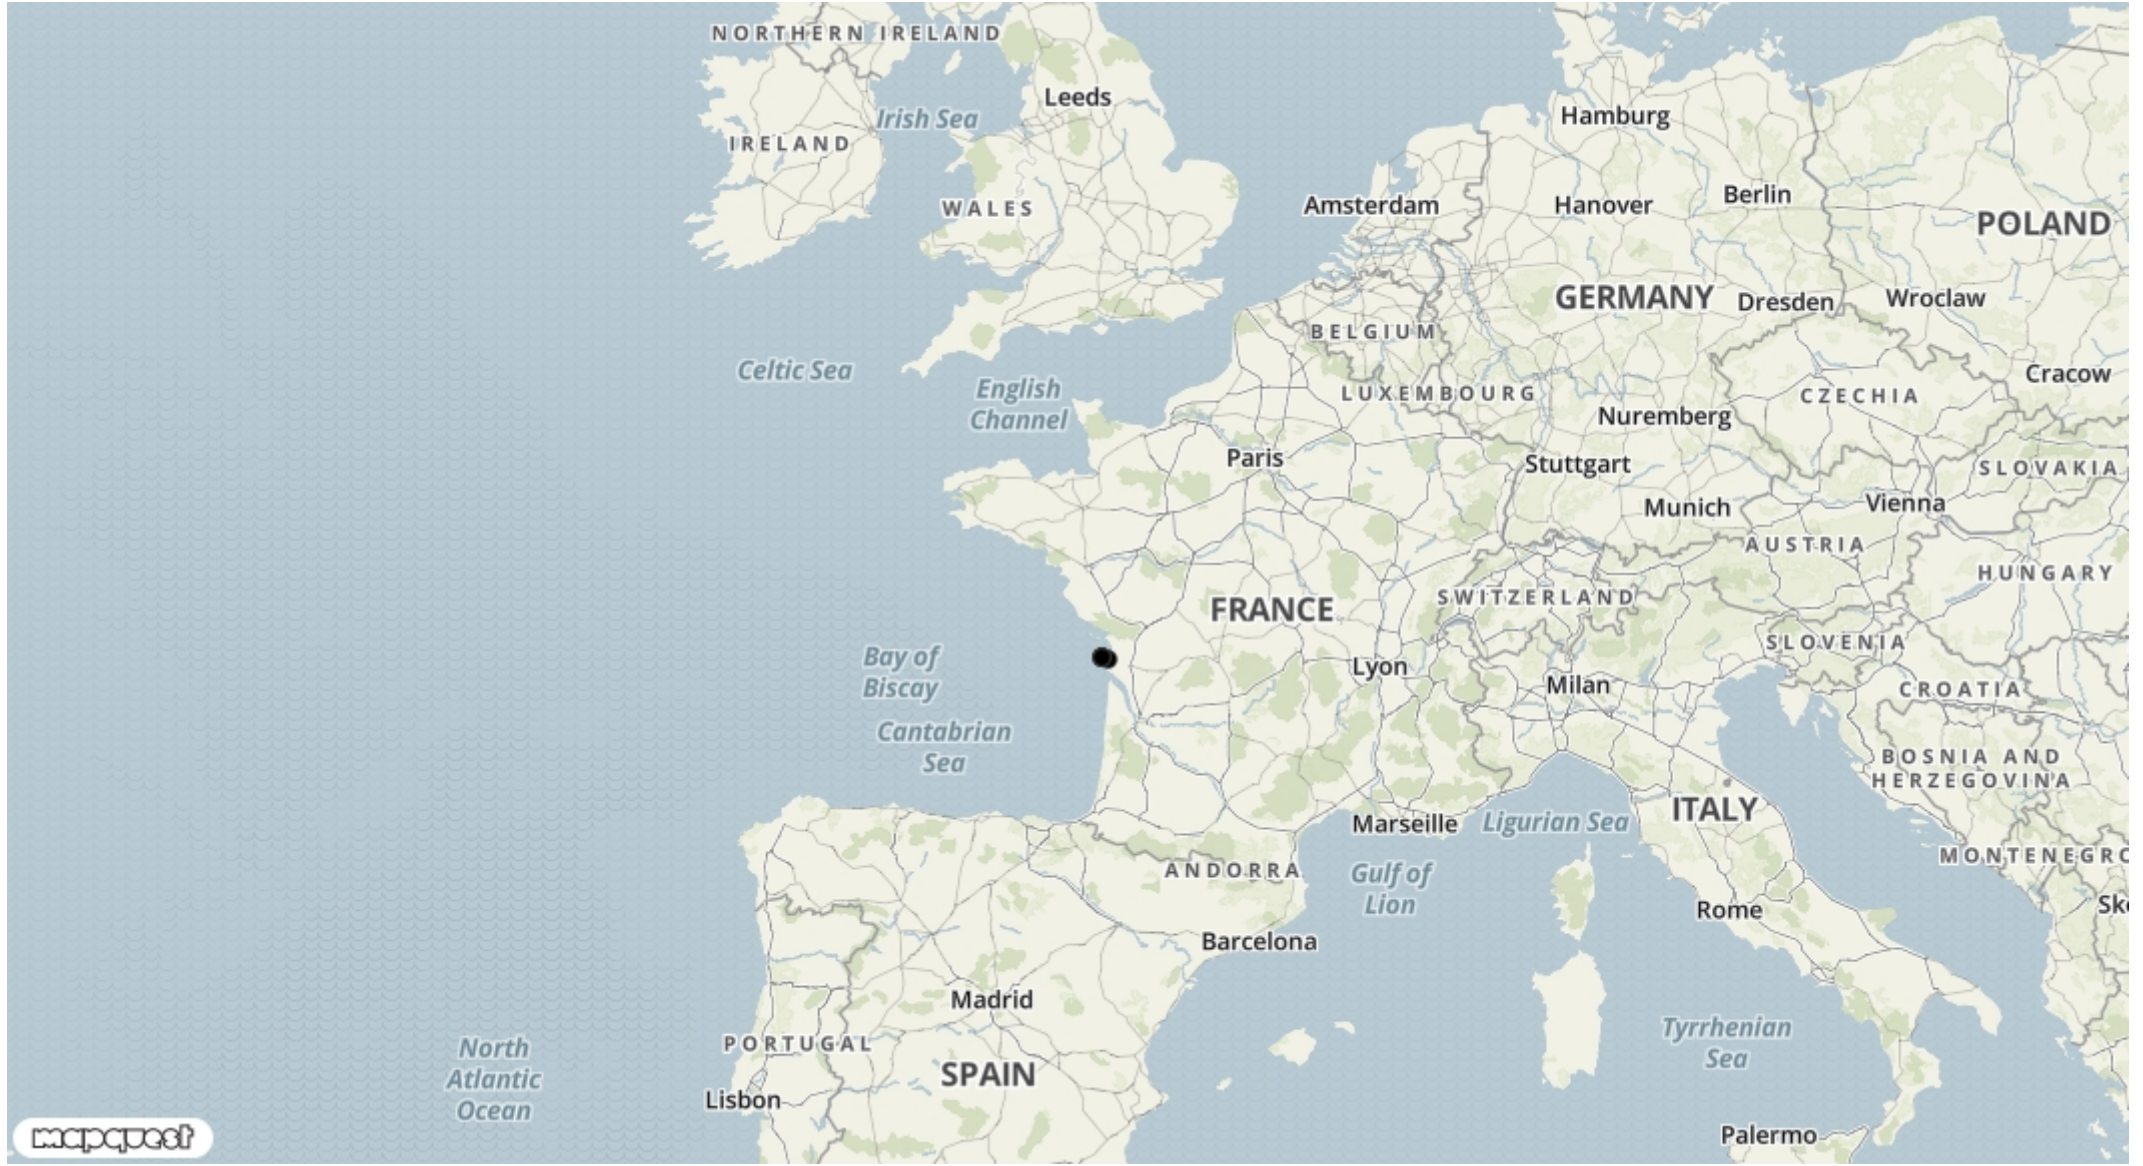 NORTHERN IRELAND
Leeds
Irish Sea
IRELAND
Hamburg
WALES
Amsterdam
Hanover
Berlin
POLAND
GERMANY
Dresden
Wroclaw
BELGIUM
Celtic Sea
English
Channel
LUXEMBOURG
Cracow
CZECHIA
Nuremberg
Paris
Stuttgart
SLOVAKIA
Munich
Vienna
AUSTRIA
HUNGARY
SWITZERLAND
FRANCE
SLOVENIA
Bay of
Biscay
Lyon
Milan
CROATIA
Cantabrian
Sea
BOSNIA AND
HERZEGOVINA
ITALY
Marseille
Ligurian Sea
MONTENEGRO
ANDORRA
Gulf of
Lion
Rome
Sk
Barcelona
Madrid
Tyrrhenian
Sea
PORTUGAL
North
Atlantic
Ocean
SPAIN
Lisbon
mapquest
Palermo